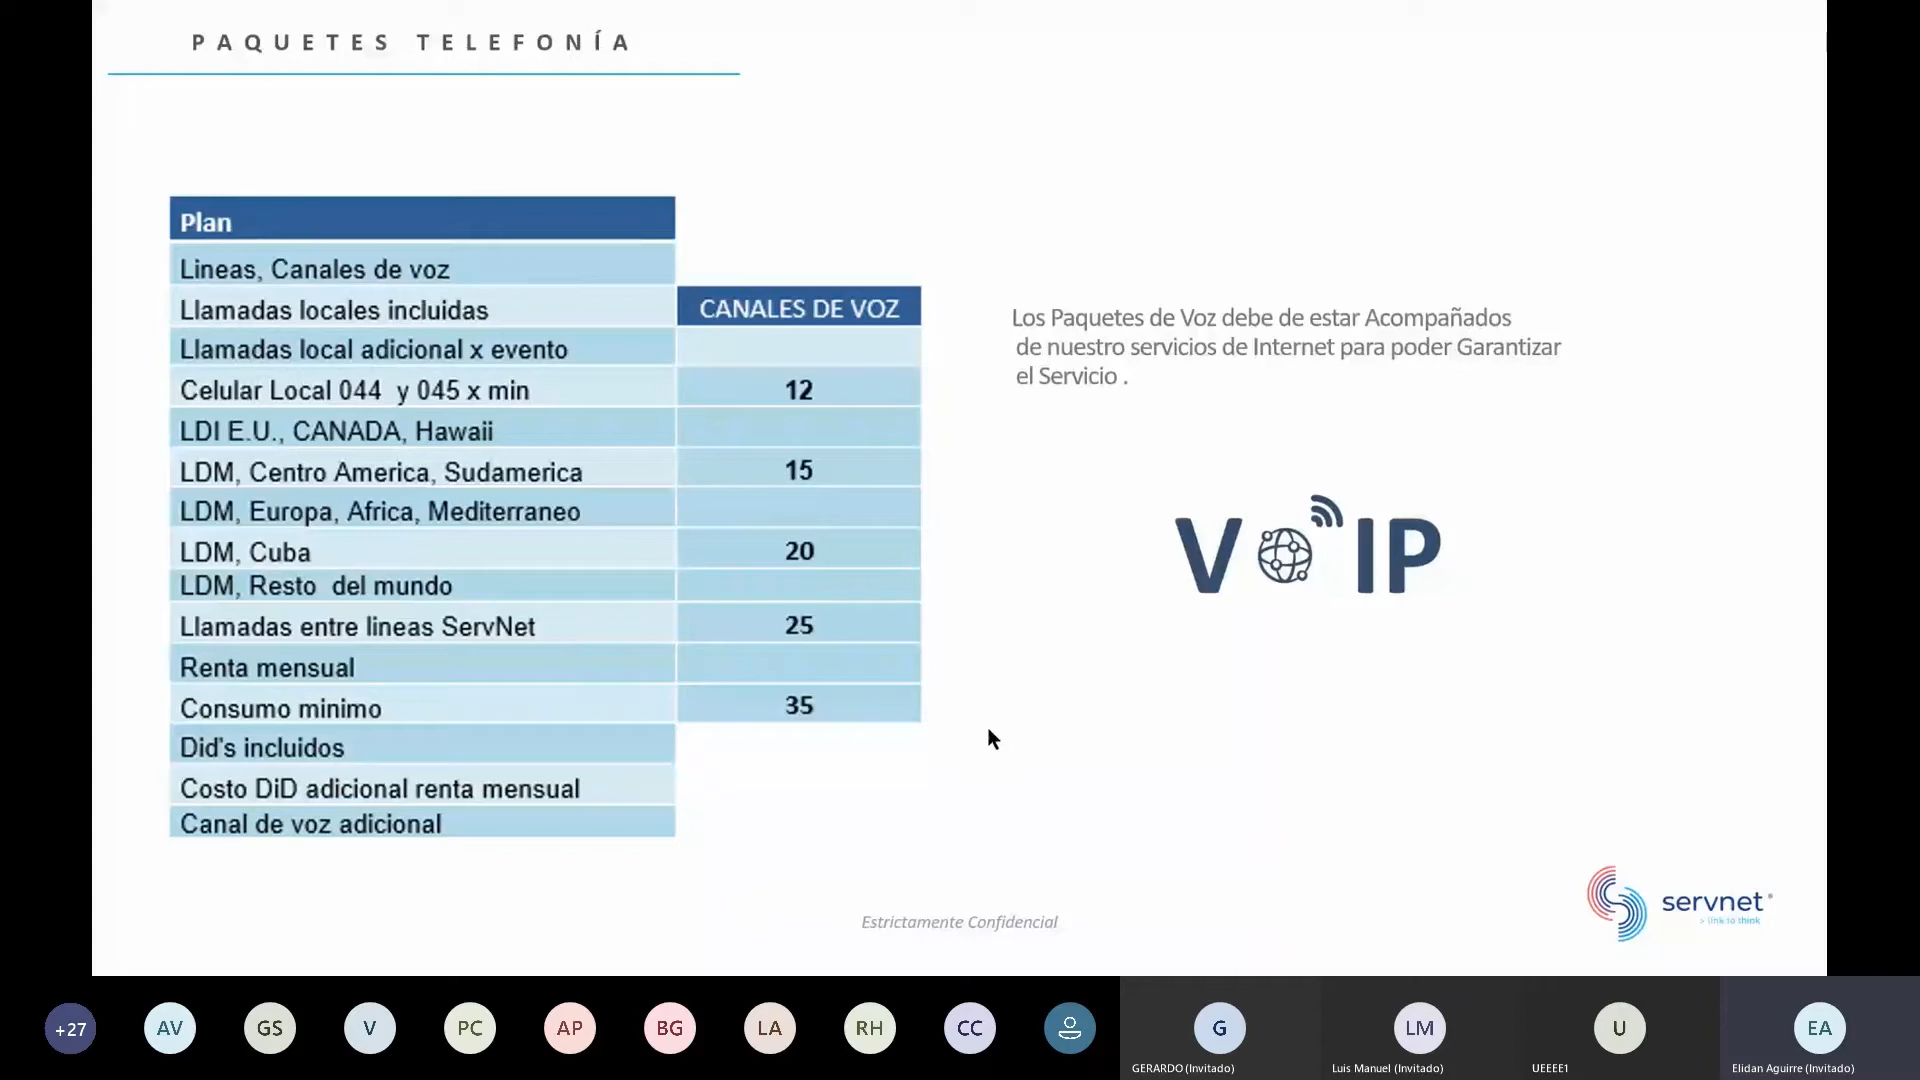 PAQUETES TELEFONÍA
Plan
Lineas, Canales de voz
Llamadas locales incluidas
Llamadas local adicional x evento
Celular Local 044 y 045 x min
LDI E.U., CANADA, Hawaii
LDM, Centro America, Sudamerica
LDM, Europa, Africa, Mediterraneo
LDM, Cuba
LDM, Resto del mundo
Llamadas entre lineas ServNet
Renta mensual
Consumo minimo
Did's incluidos
Costo DiD adicional renta mensual
Canal de voz adicional
CANALES DE VOZ
12
15
20
25
35
Los Paquetes de Voz debe de estar Acompañados
de nuestro servicios de Internet para poder Garantizar
el Servicio .
VOIP
Estrictamente Confidencial
servnet
> link to think
+27
AV
GS
V
PC
AP
BG
LA
RH
CC
G
LM
U
EA
GERARDO (Invitado)
Luis Manuel (Invitado)
UEEEE1
Elidan Aguirre (Invitado)